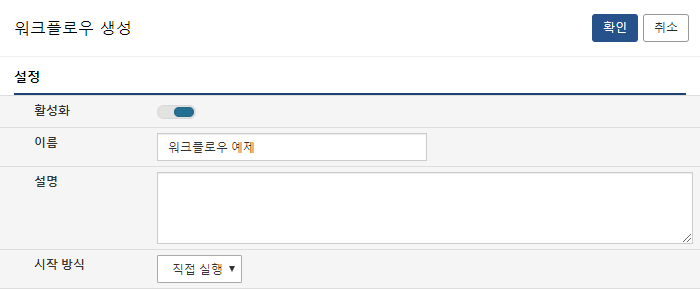 워크플로우 생성
확인 취소
설정
활성화
이름 워크플로우 예제
설명
시작 방식 직접 실행